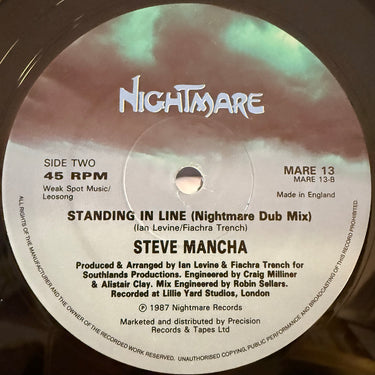 NIGHTMARE
SIDE TWO
45 RPM
Weak Spot Music/
Leosong
MARE 13
MARE 13-B
Made in England
STANDING IN LINE (Nightmare Dub Mix)
(Ian Levine/Fiachra Trench)
STEVE MANCHA
Produced & Arranged by Ian Levine & Fiachra Trench for
Southlands Productions. Engineered by Craig Milliner
& Alistair Clay. Mix Engineered by Robin Sellars.
Recorded at Lillie Yard Studios, London
Ⓟ 1987 Nightmare Records
Marketed and distributed by Precision
Records & Tapes Ltd
ALL RIGHTS OF THE MANUFACTURER AND THE OWNER OF THE RECORDED WORK RESERVED. UNAUTHORISED COPYING, PUBLIC PERFORMANCE AND BROADCASTING OF THIS RECORD PROHIBITED.